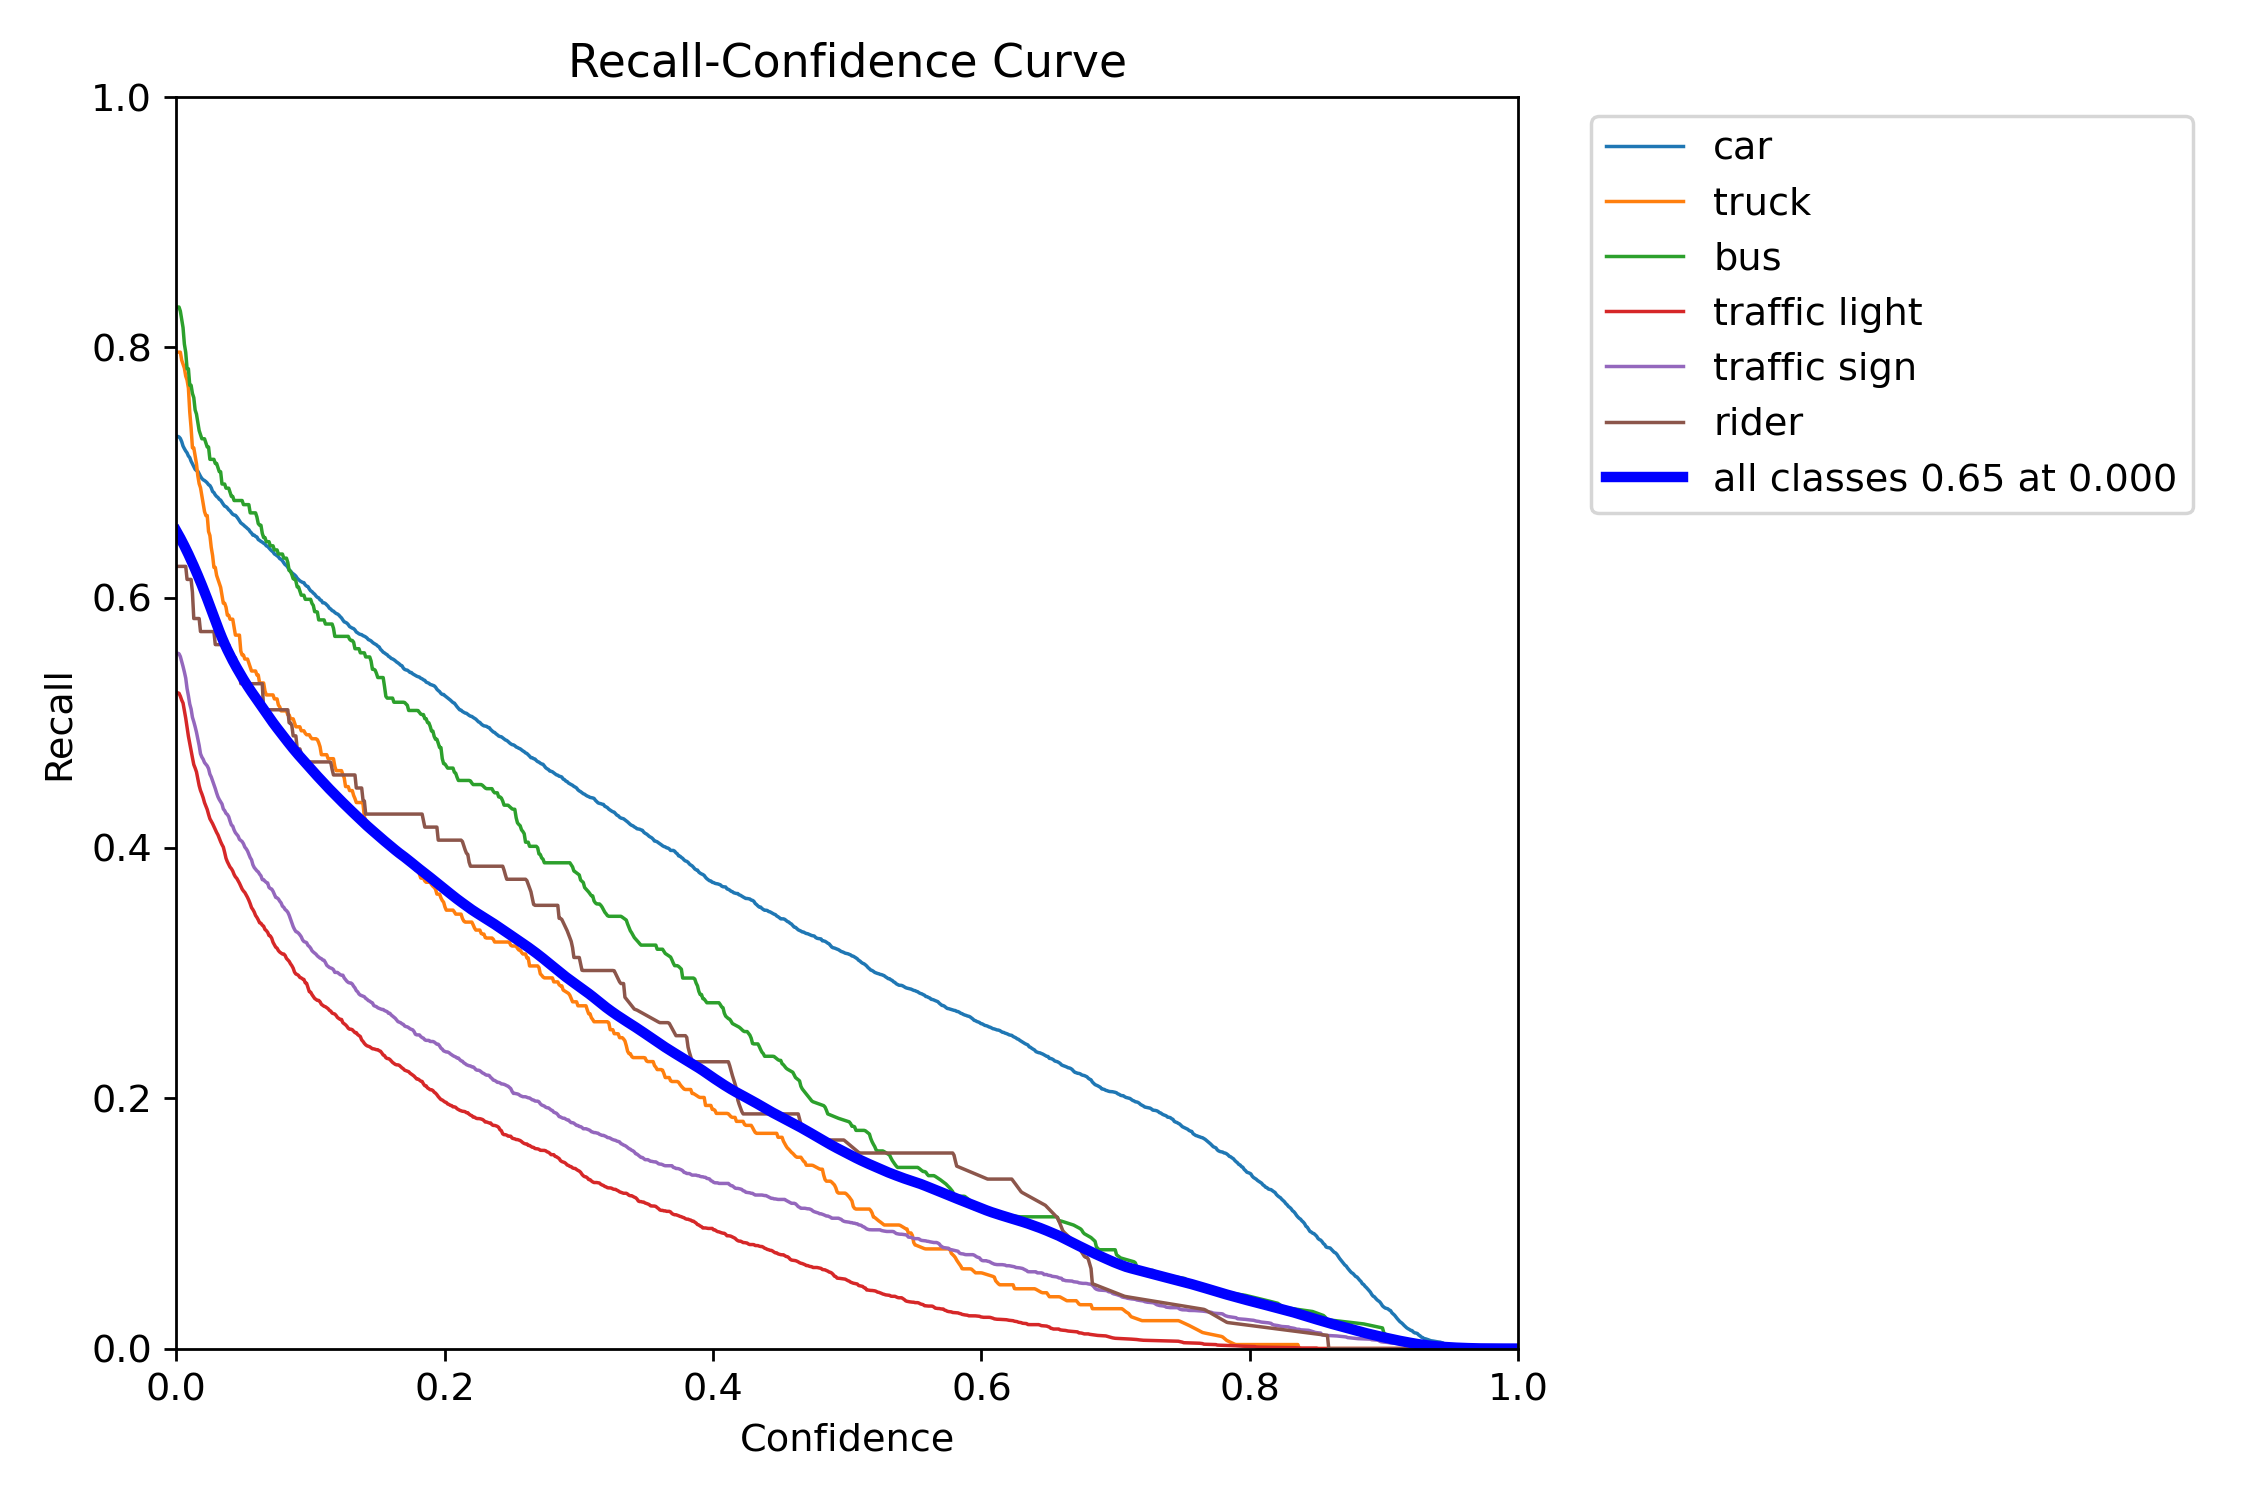 Recall-Confidence Curve
1.0
0.8
0.6
0.4
0.2
0.0
Recall
0.0 0.2 0.4 0.6 0.8 1.0
Confidence
car
truck
bus
traffic light
traffic sign
rider
all classes 0.65 at 0.000